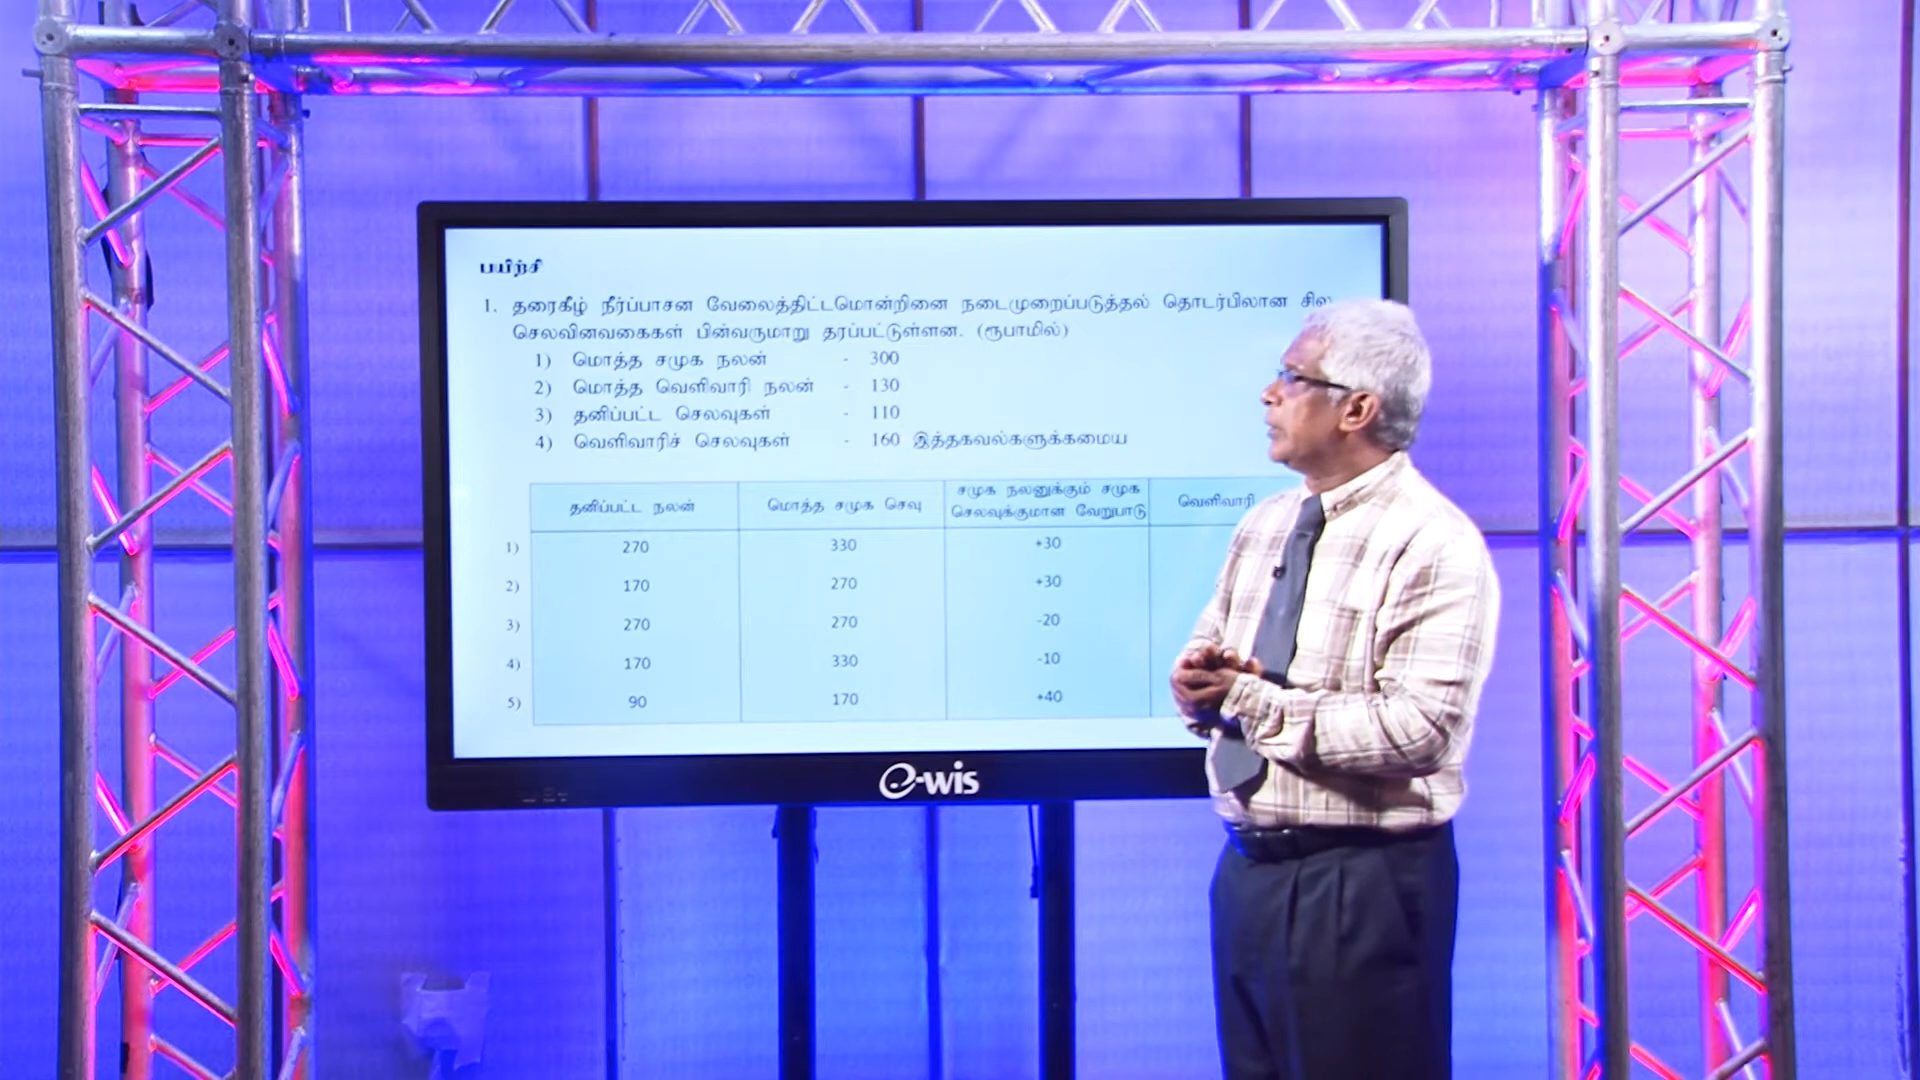 பயிற்சி
1. தரைகீழ் நீர்ப்பாசன வேலைத்திட்டமொன்றினை நடைமுறைப்படுத்தல் தொடர்பிலான சில
செலவினவகைகள் பின்வருமாறு தரப்பட்டுள்ளன. (ரூபாமில்)
1) மொத்த சமுக நலன் - 300
2) மொத்த வெளிவாரி நலன் - 130
3) தனிப்பட்ட செலவுகள் - 110
4) வெளிவாரிச் செலவுகள் - 160 இத்தகவல்களுக்கமைய
தனிப்பட்ட நலன் மொத்த சமுக செவு சமுக நலனுக்கும் சமுக செலவுக்குமான வேறுபாடு வெளிவாரி
1) 270 330 +30
2) 170 270 +30
3) 270 270 -20
4) 170 330 -10
5) 90 170 +40
e-wis